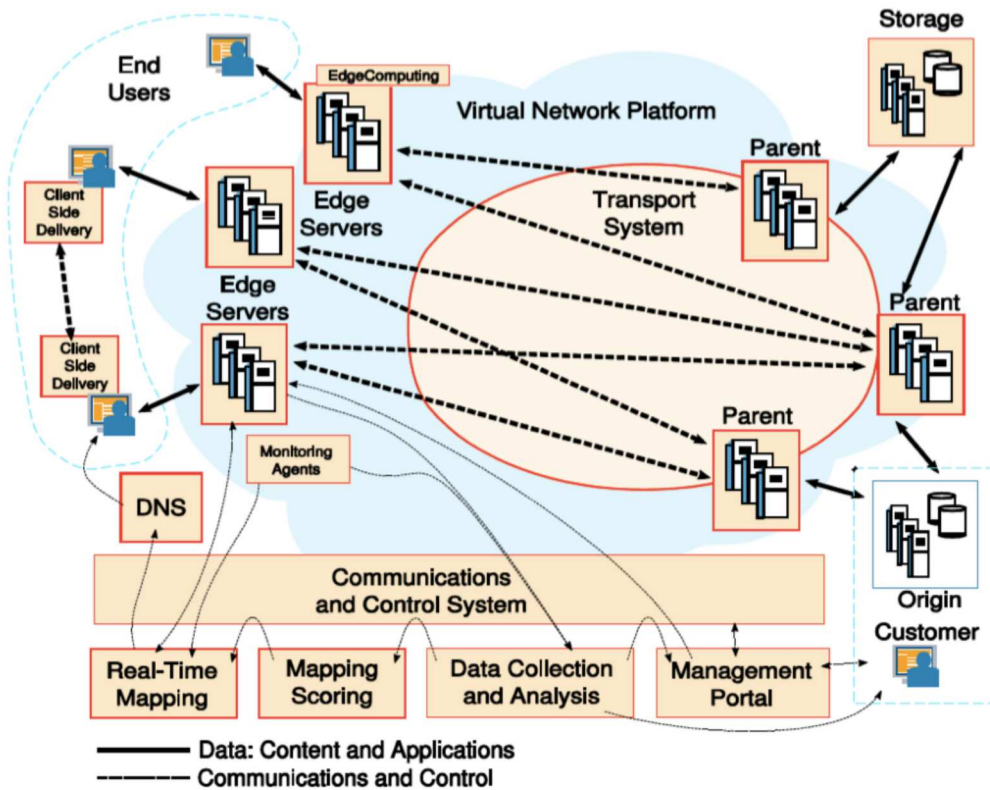 Storage
End
Users
EdgeComputing
Virtual Network Platform
Parent
Client
Side
Delivery
Edge
Servers
Transport
System
Edge
Servers
Parent
Client
Side
Delivery
Parent
Monitoring
Agents
DNS
Communications
and Control System
Origin
Customer
Real-Time
Mapping
Mapping
Scoring
Data Collection
and Analysis
Management
Portal
Data: Content and Applications
Communications and Control